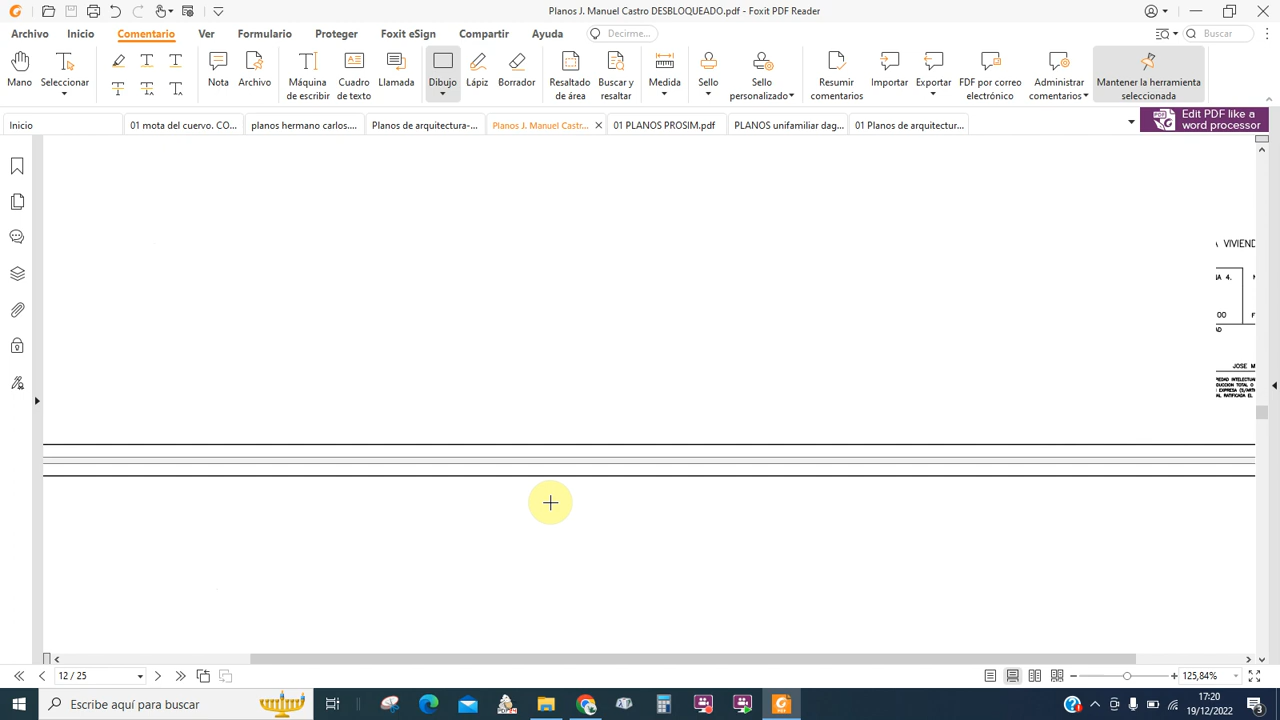 Planos J. Manuel Castro DESBLOQUEADO.pdf - Foxit PDF Reader
Archivo Inicio Comentario Ver Formulario Proteger Foxit eSign Compartir Ayuda Decirme... Buscar
Mano Seleccionar Nota Archivo Máquina de escribir Cuadro de texto Llamada Dibujo Lápiz Borrador Resaltado de área Buscar y resaltar Medida Sello Sello personalizado Resumir comentarios Importar Exportar FDF por correo electrónico Administrar comentarios Mantener la herramienta seleccionada
Inicio 01 mota del cuervo. CO... planos hermano carlos.... Planos de arquitectura-... Planos J. Manuel Castr... 01 PLANOS PROSIM.pdf PLANOS unifamiliar dag... 01 Planos de arquitectur...
Edit PDF like a
word processor
VIVIEND
4.
00
JOSE M
12 / 25
125,84%
Escribe aquí para buscar
17:20
19/12/2022
3